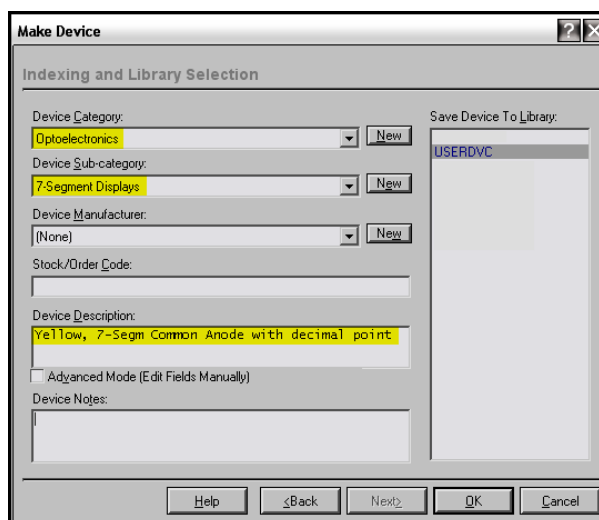 Make Device
Indexing and Library Selection
Device Category:
Optoelectronics
New
Device Sub-category:
7-Segment Displays
New
Device Manufacturer:
(None)
New
Stock/Order Code:
Device Description:
Yellow, 7-Segm Common Anode with decimal point
Advanced Mode (Edit Fields Manually)
Device Notes:
Save Device To Library:
USERDVC
Help
<Back
Next>
OK
Cancel